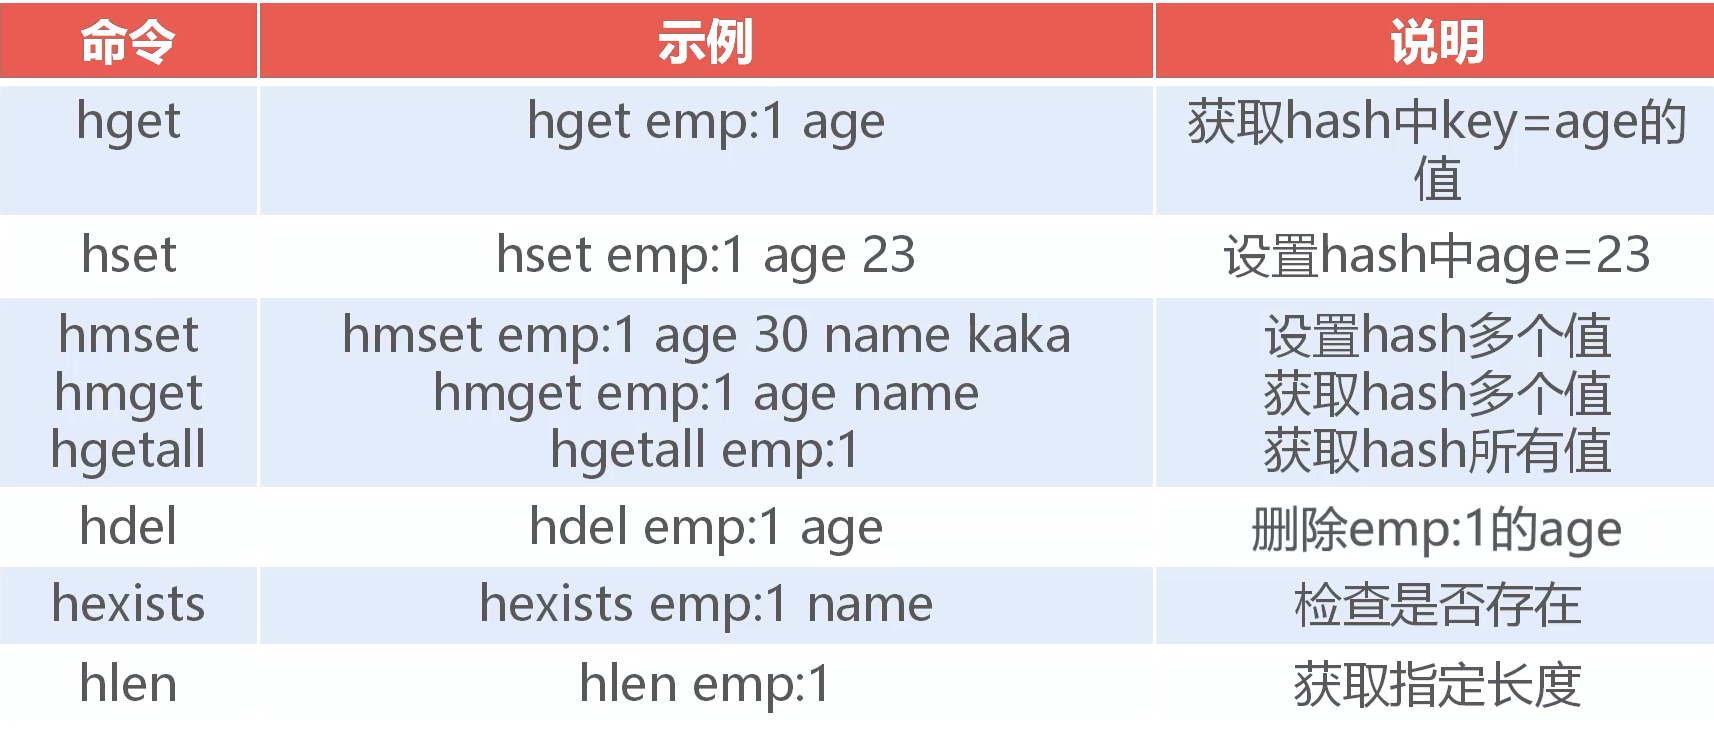 命令 示例 说明
hget hget emp:1 age 获取hash中key=age的
值
hset hset emp:1 age 23 设置hash中age=23
hmset hmset emp:1 age 30 name kaka 设置hash多个值
hmget hmget emp:1 age name 获取hash多个值
hgetall hgetall emp:1 获取hash所有值
hdel hdel emp:1 age 删除emp:1的age
hexists hexists emp:1 name 检查是否存在
hlen hlen emp:1 获取指定长度